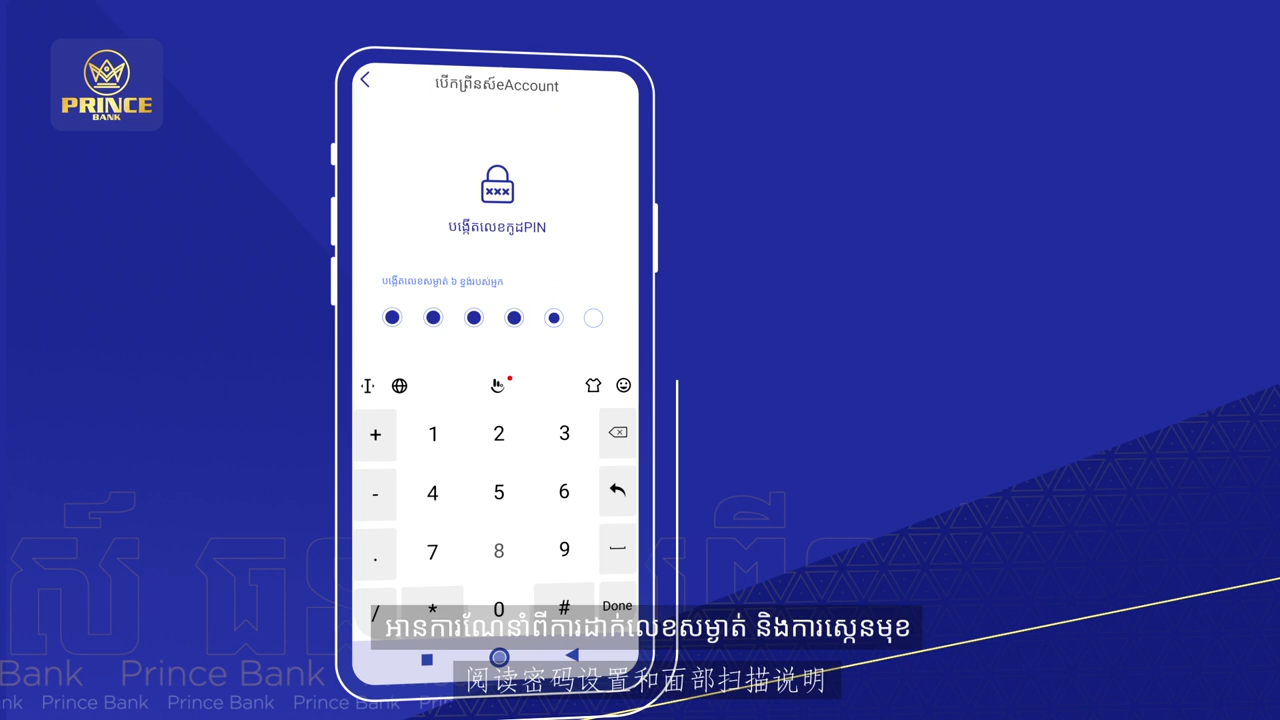 PRINCE
BANK
បើកព្រីនស៍eAccount
xxx
បង្កើតលេខកូដPIN
បង្កើតលេខសម្ងាត់ ៦ ខ្ទង់របស់អ្នក
+ 1 2 3
- 4 5 6
. 7 8 9
/ * 0 # Done
អានការណែនាំពីការដាក់លេខសម្ងាត់ និងការស្កេនមុខ
阅读密码设置和面部扫描说明
Bank Prince Bank
nk Prince Bank Prince Bank Prince Bank